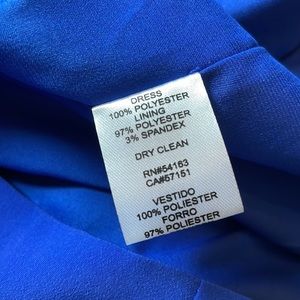 DRESS
100% POLYESTER
LINING
97% POLYESTER
3% SPANDEX
DRY CLEAN
RN#54163
CA#57151
VESTIDO
100% POLIESTER
FORRO
97% POLIESTER